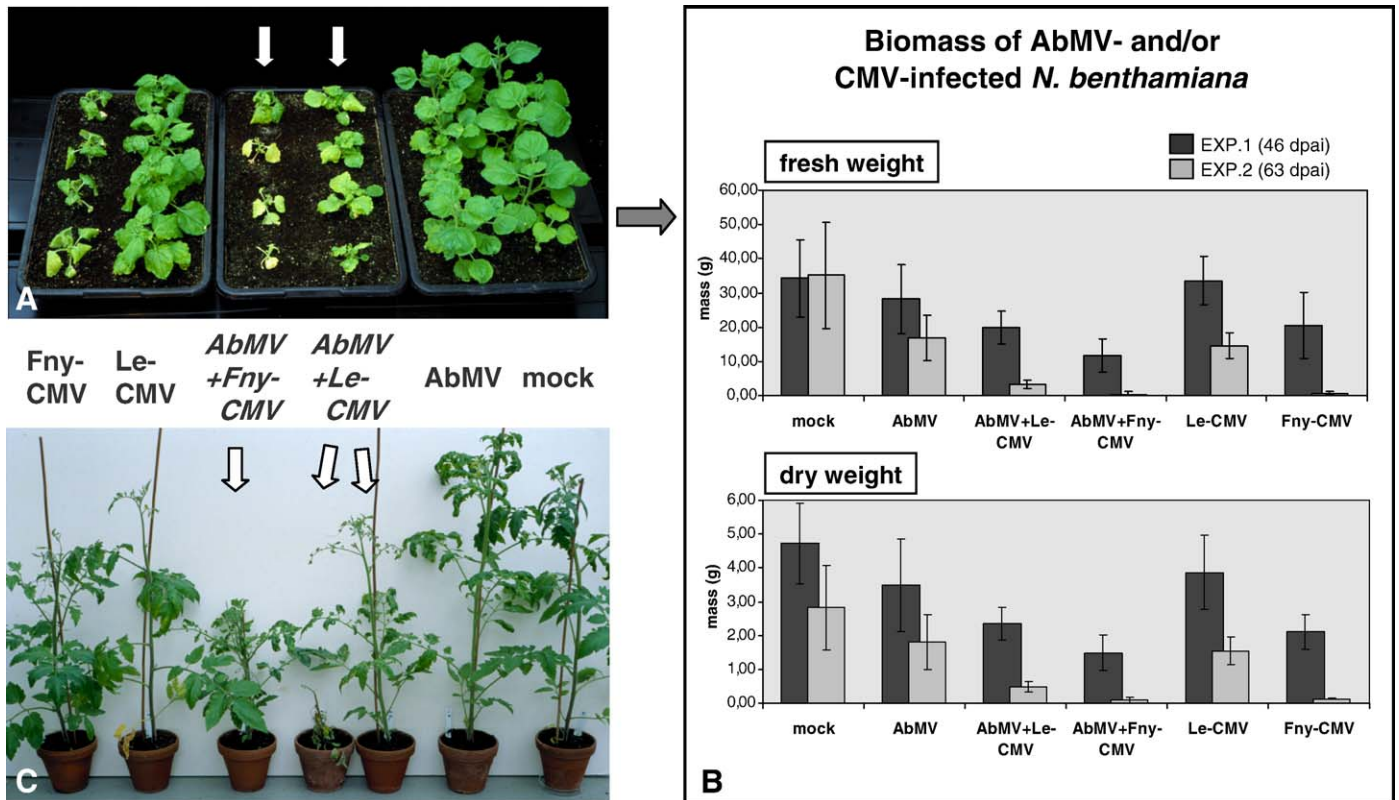 A
Fny-
CMV
Le-
CMV
AbMV
+Fny-
CMV
AbMV
+Le-
CMV
AbMV
mock
C
Biomass of AbMV- and/or
CMV-infected N. benthamiana
EXP.1 (46 dpai)
EXP.2 (63 dpai)
fresh weight
mass (g)
60,00
50,00
40,00
30,00
20,00
10,00
0,00
mock
AbMV
AbMV+Le-
CMV
AbMV+Fny-
CMV
Le-CMV
Fny-CMV
dry weight
mass (g)
6,00
5,00
4,00
3,00
2,00
1,00
0,00
mock
AbMV
AbMV+Le-
CMV
AbMV+Fny-
CMV
Le-CMV
Fny-CMV
B